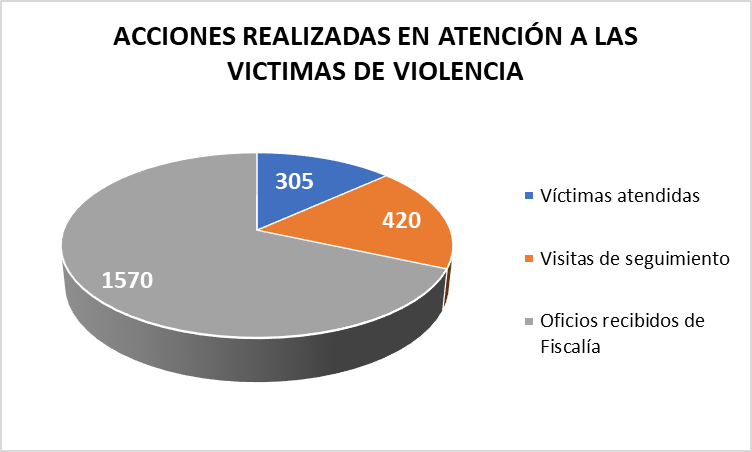 ACCIONES REALIZADAS EN ATENCIÓN A LAS
VICTIMAS DE VIOLENCIA
305
420
1570
Víctimas atendidas
Visitas de seguimiento
Oficios recibidos de
Fiscalía